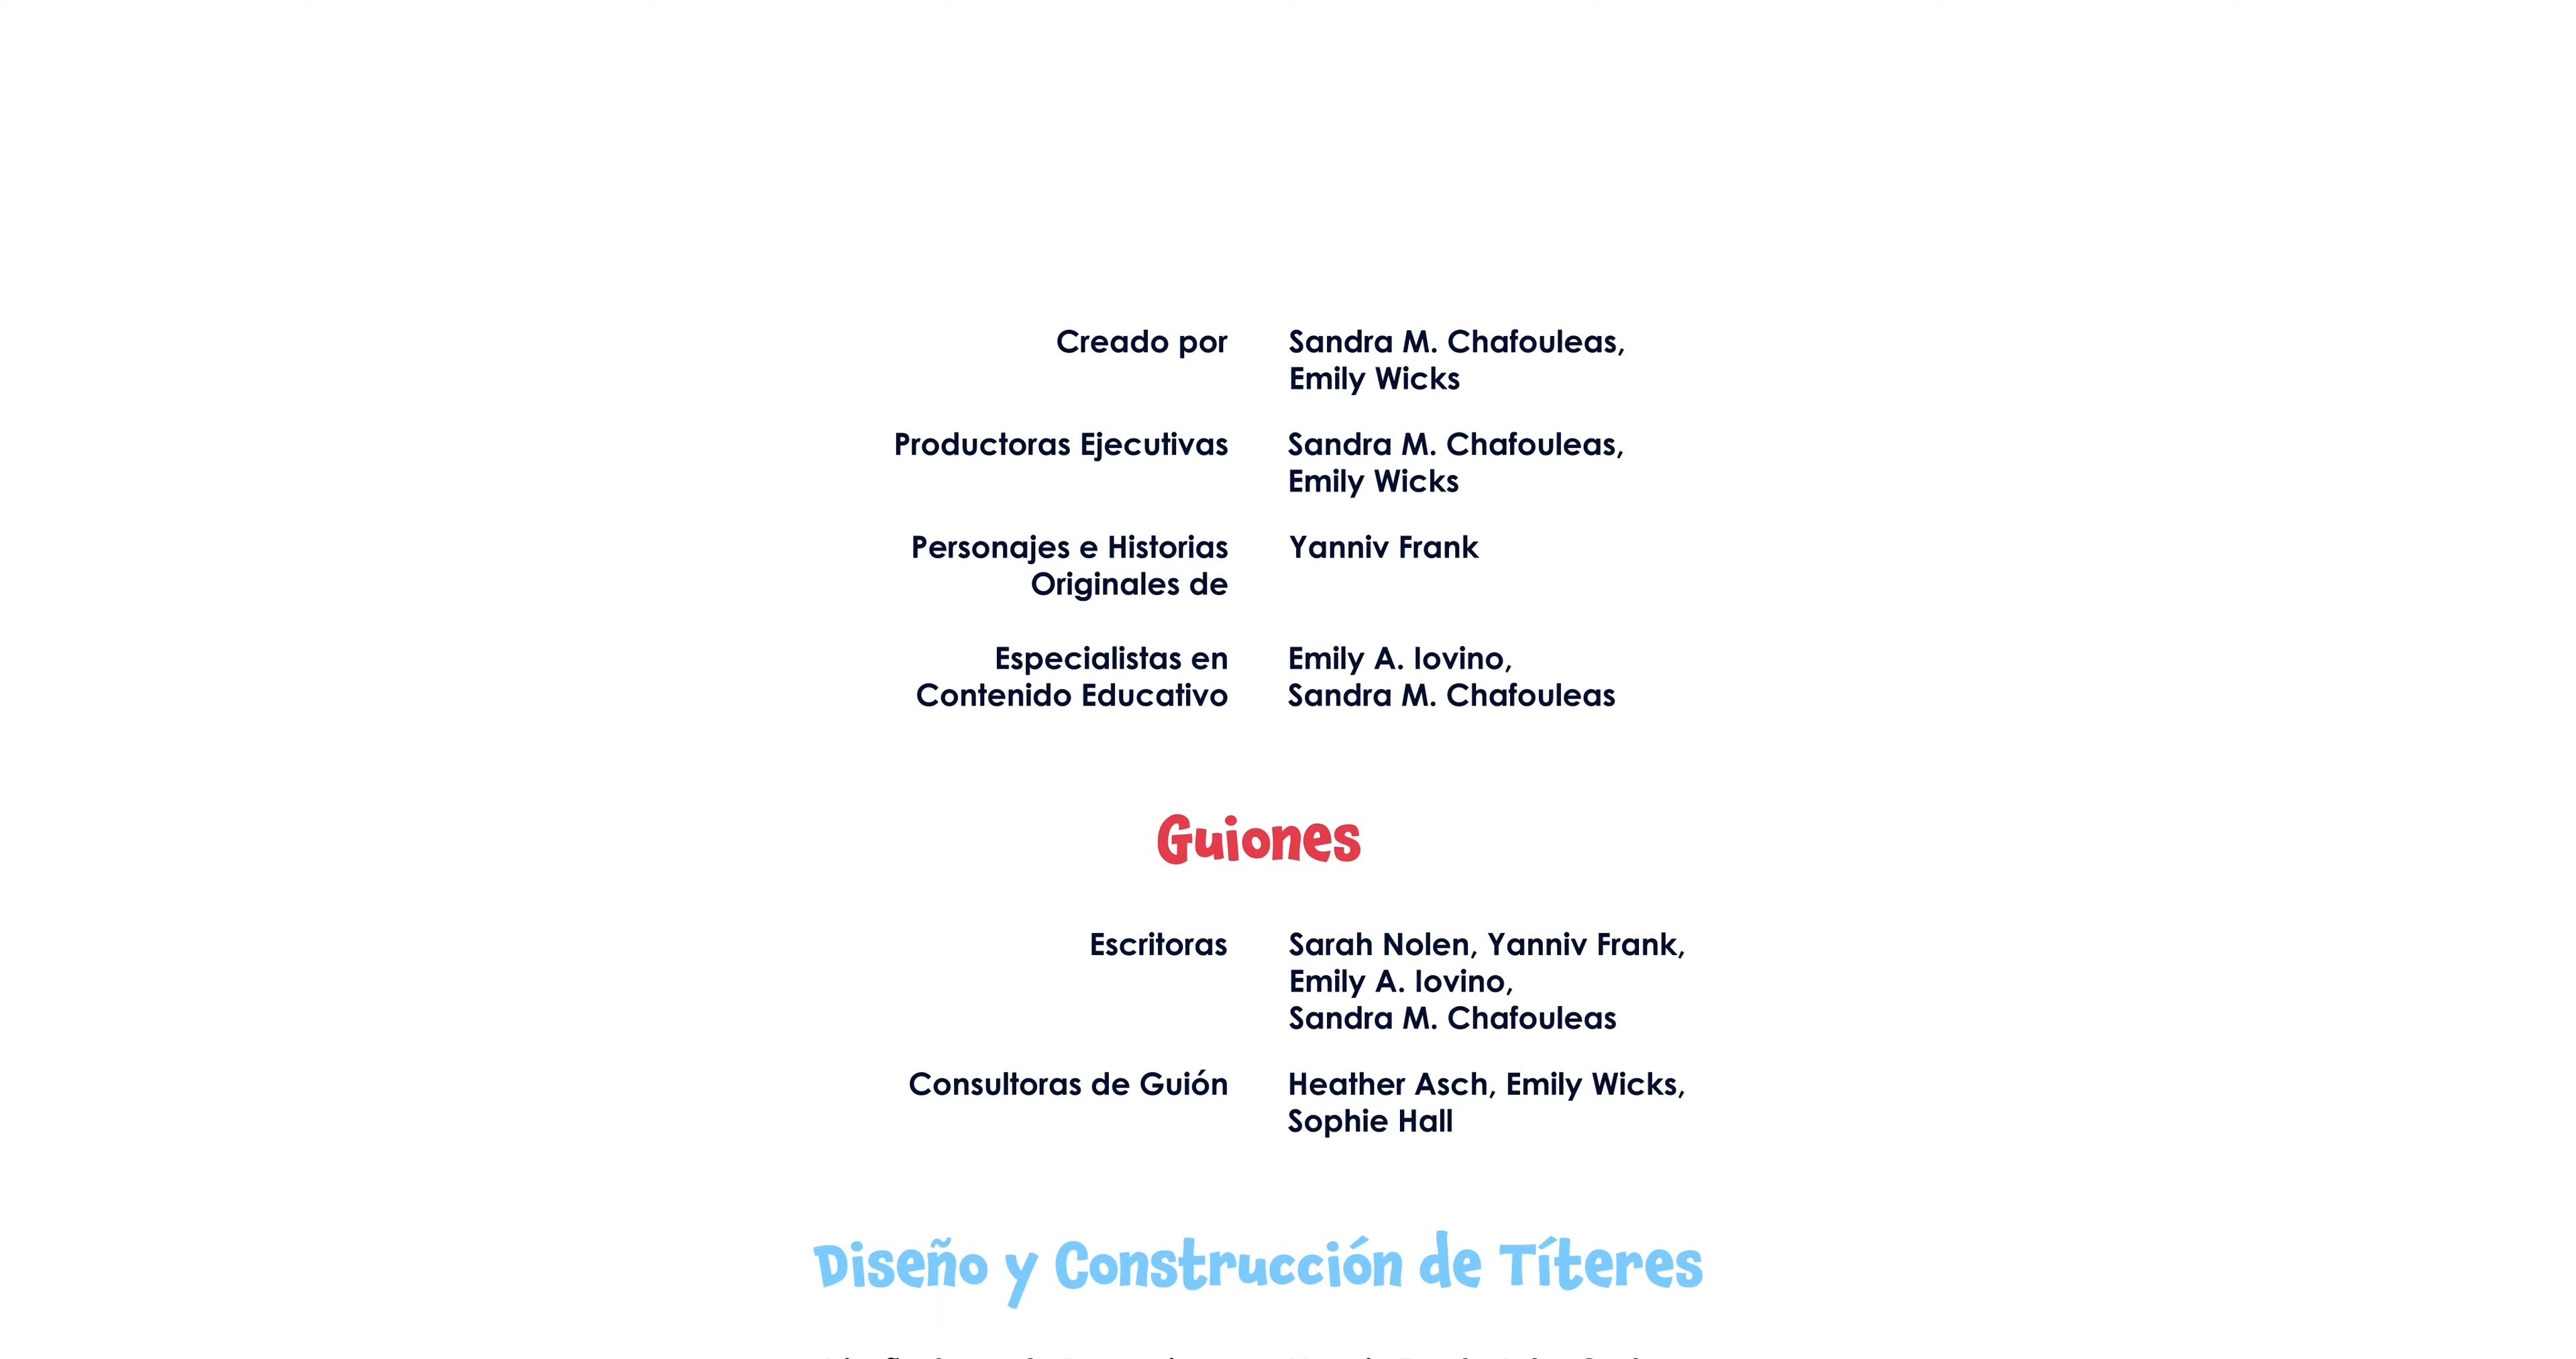 Creado por Sandra M. Chafouleas,
Emily Wicks
Productoras Ejecutivas Sandra M. Chafouleas,
Emily Wicks
Personajes e Historias Yanniv Frank
Originales de
Especialistas en Emily A. Iovino,
Contenido Educativo Sandra M. Chafouleas
Guiones
Escritoras Sarah Nolen, Yanniv Frank,
Emily A. Iovino,
Sandra M. Chafouleas
Consultoras de Guión Heather Asch, Emily Wicks,
Sophie Hall
Diseño y Construcción de Títeres